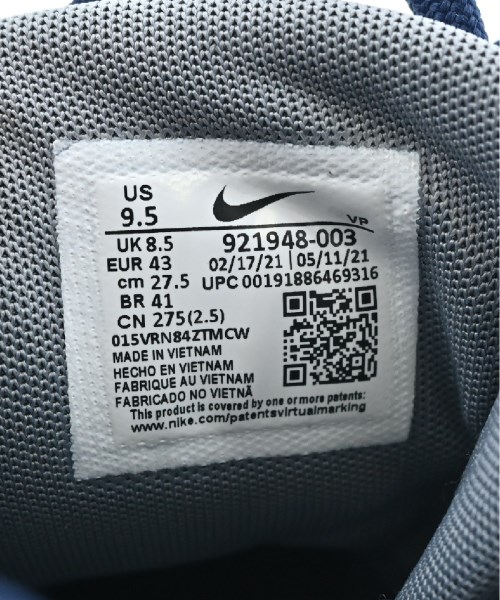 US
9.5
VP
UK 8.5
921948-003
EUR 43
02/17/21 | 05/11/21
cm 27.5
UPC 00191886469316
BR 41
CN 275(2.5)
015VRN84ZTMCW
MADE IN VIETNAM
HECHO EN VIETNAM
FABRIQUE AU VIETNAM
FABRICADO NO VIETNÃ
This product is covered by one or more patents:
www.nike.com/patentsvirtualmarking